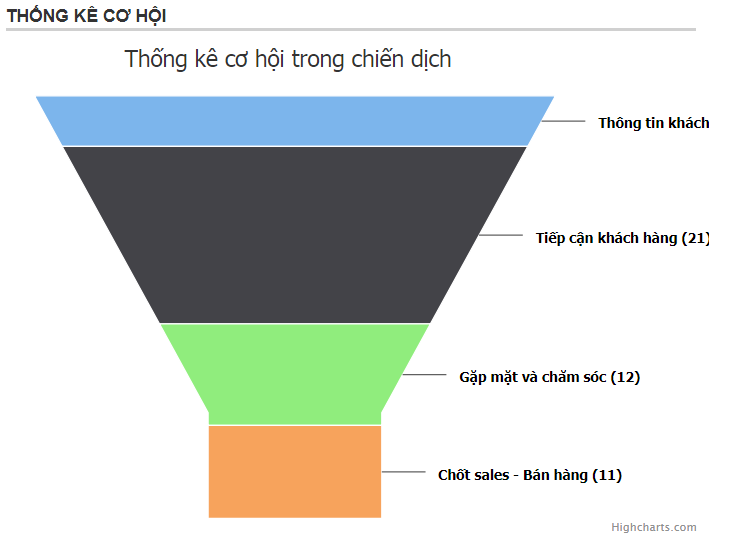 THỐNG KÊ CƠ HỘI
Thống kê cơ hội trong chiến dịch
Thông tin khách
Tiếp cận khách hàng (21)
Gặp mặt và chăm sóc (12)
Chốt sales - Bán hàng (11)
Highcharts.com